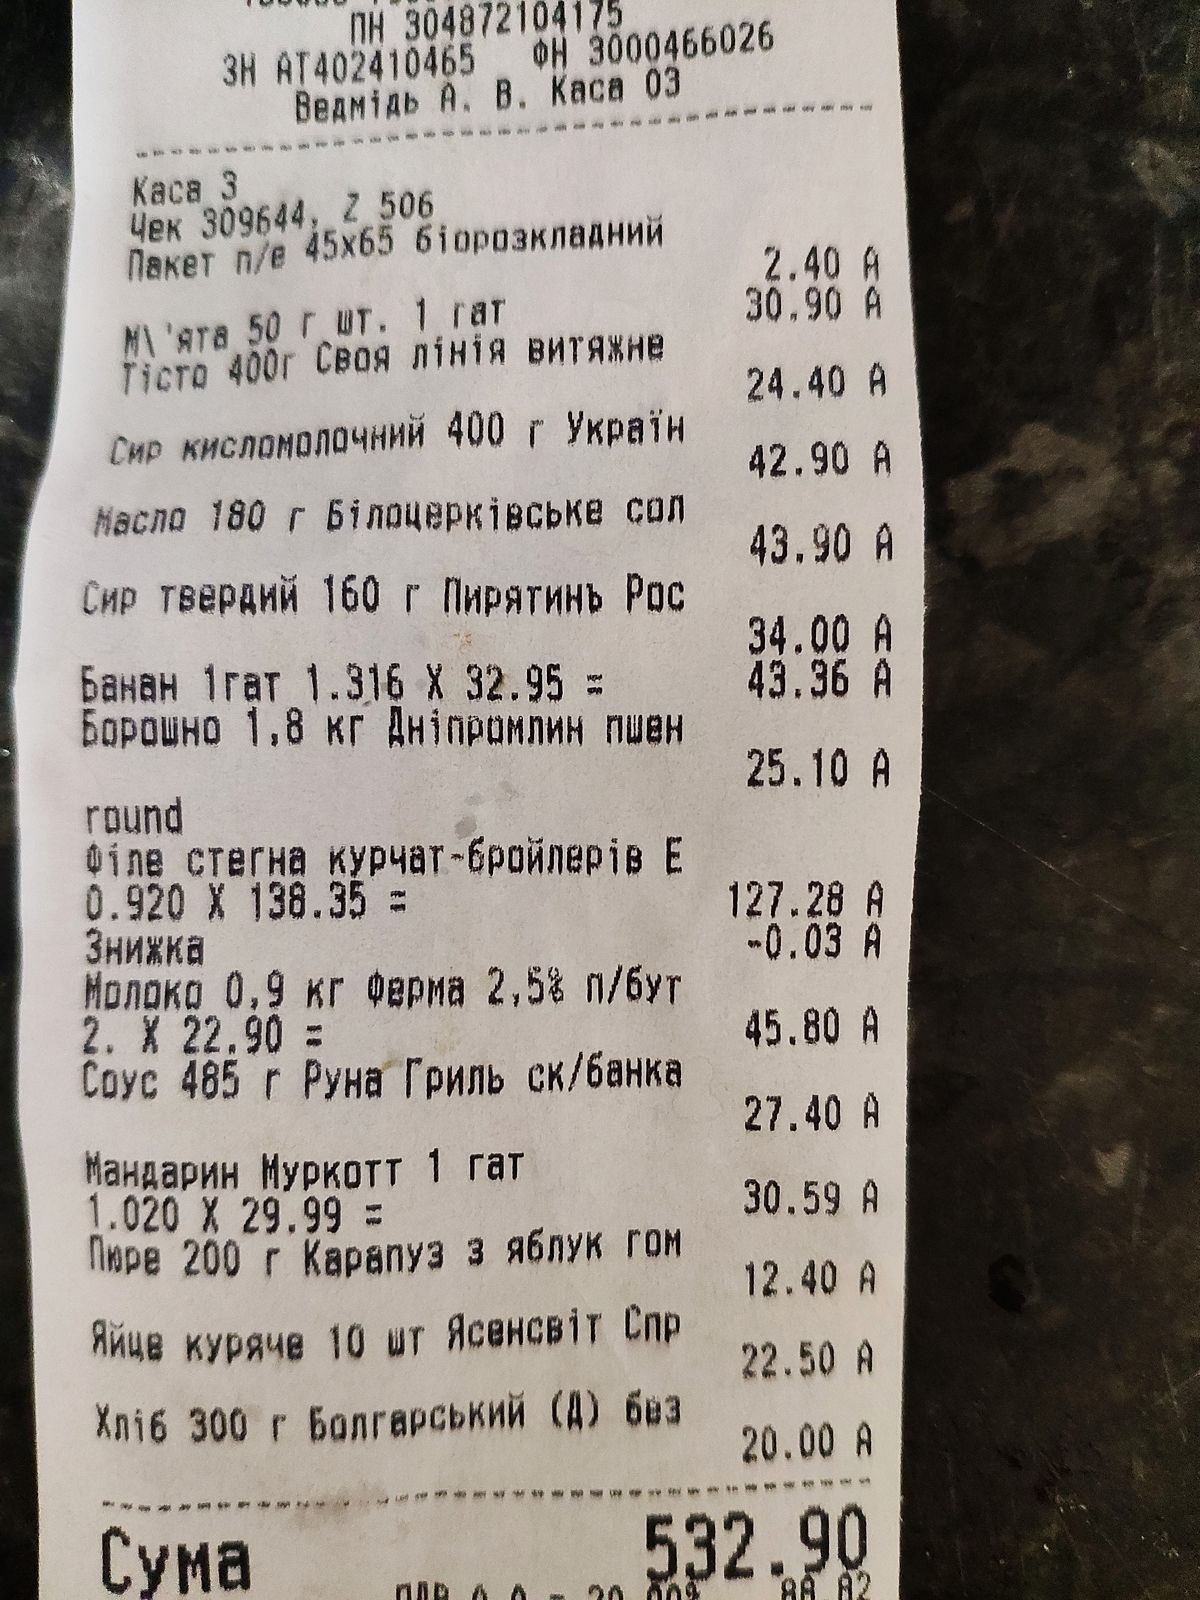 ПН 304872104175
ЗН АТ402410465 ФН 3000466026
Ведмідь А. В. Каса 03
Каса 3
Чек 309644, Z 506
Пакет п/е 45х65 біорозкладний
2.40 А
М\'ята 50 г шт. 1 гат 30.90 А
Тісто 400г Своя лінія витяжне
24.40 А
Сир кисломолочний 400 г Україн
42.90 А
Масло 180 г Білоцерківське сол
43.90 А
Сир твердий 160 г Пирятинъ Рос
34.00 А
Банан 1гат 1.316 X 32.95 = 43.36 А
Борошно 1,8 кг Дніпромлин пшен
25.10 А
round
Філе стегна курчат-бройлерів Е
0.920 X 138.35 = 127.28 А
Знижка -0.03 А
Молоко 0,9 кг Ферма 2,5% п/бут
2. X 22.90 = 45.80 А
Соус 485 г Руна Гриль ск/банка
27.40 А
Мандарин Муркотт 1 гат
1.020 X 29.99 = 30.59 А
Пюре 200 г Карапуз з яблук гом
12.40 А
Яйце куряче 10 шт Ясенсвіт Спр
22.50 А
Хліб 300 г Болгарський (Д) без
20.00 А
Сума 532.90